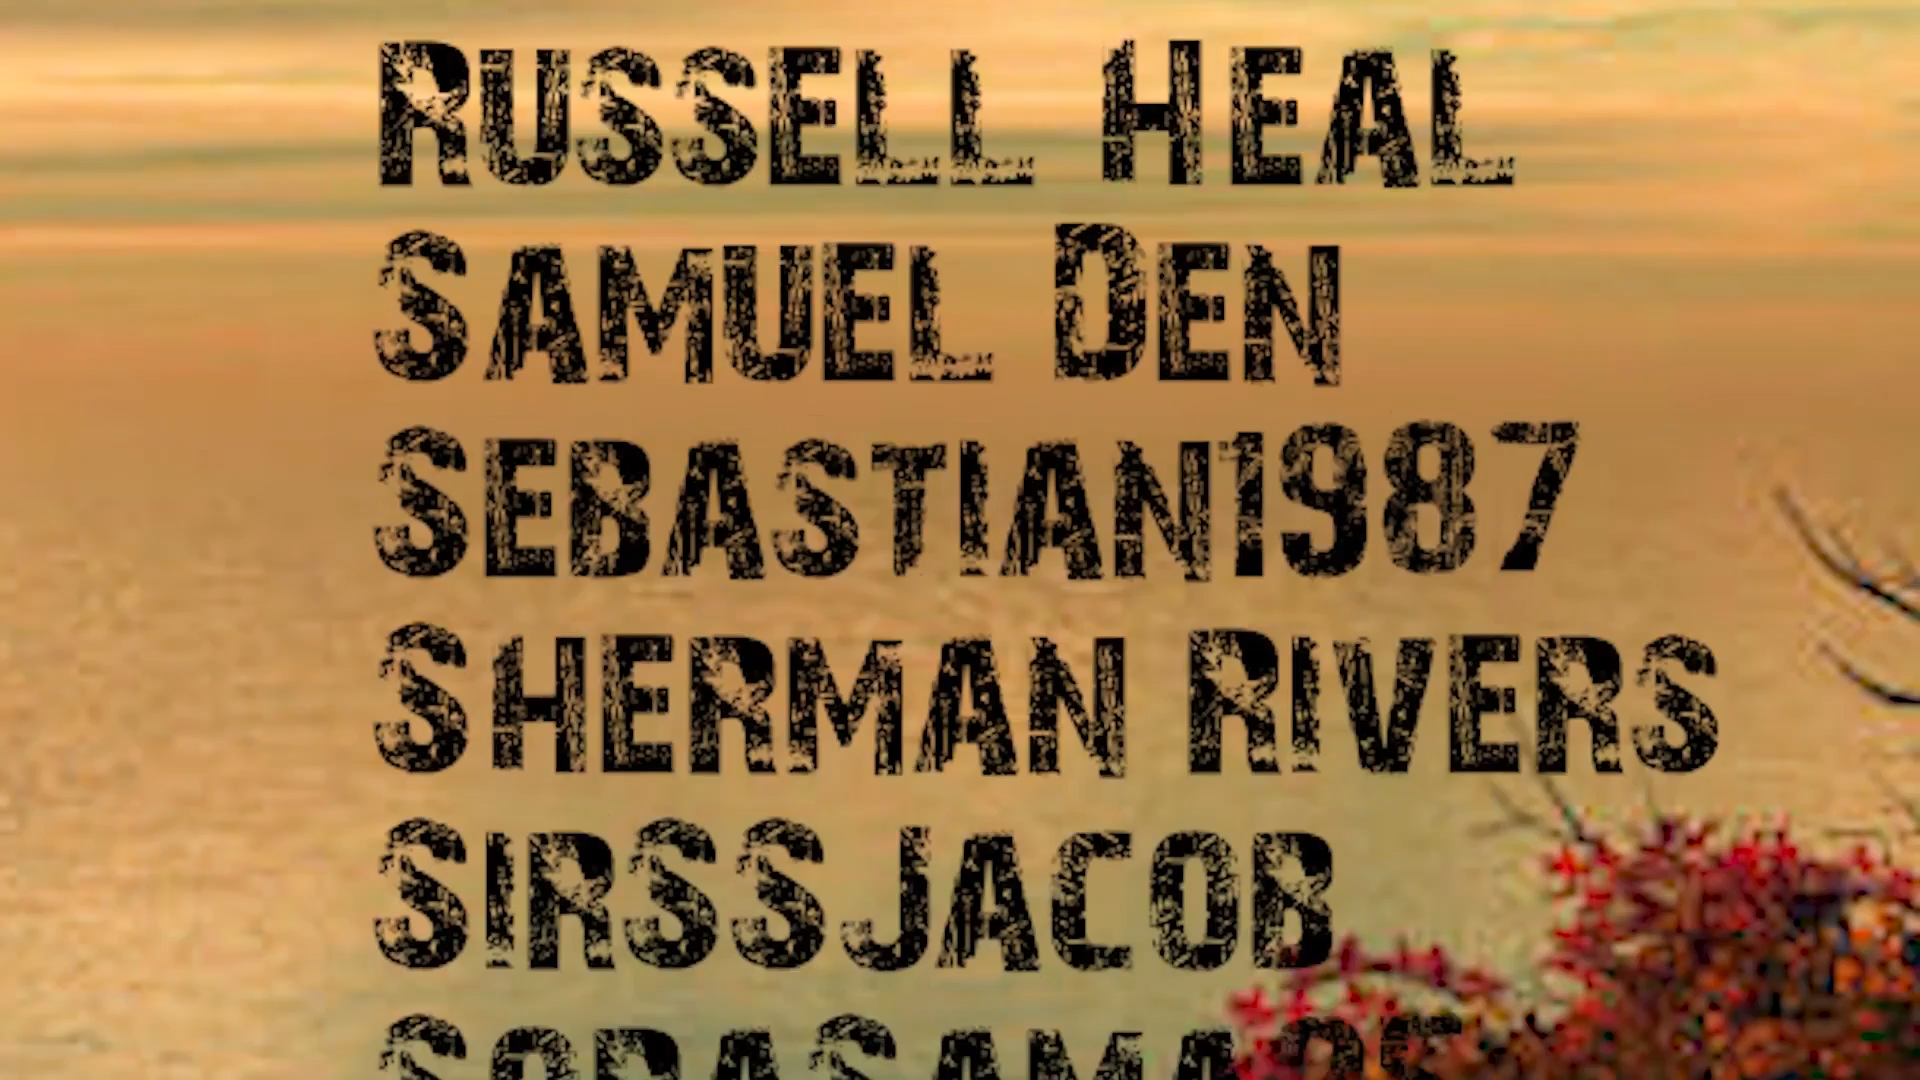 Russell Heal
Samuel Den
Sebastian1987
Sherman Rivers
SirSSJacob